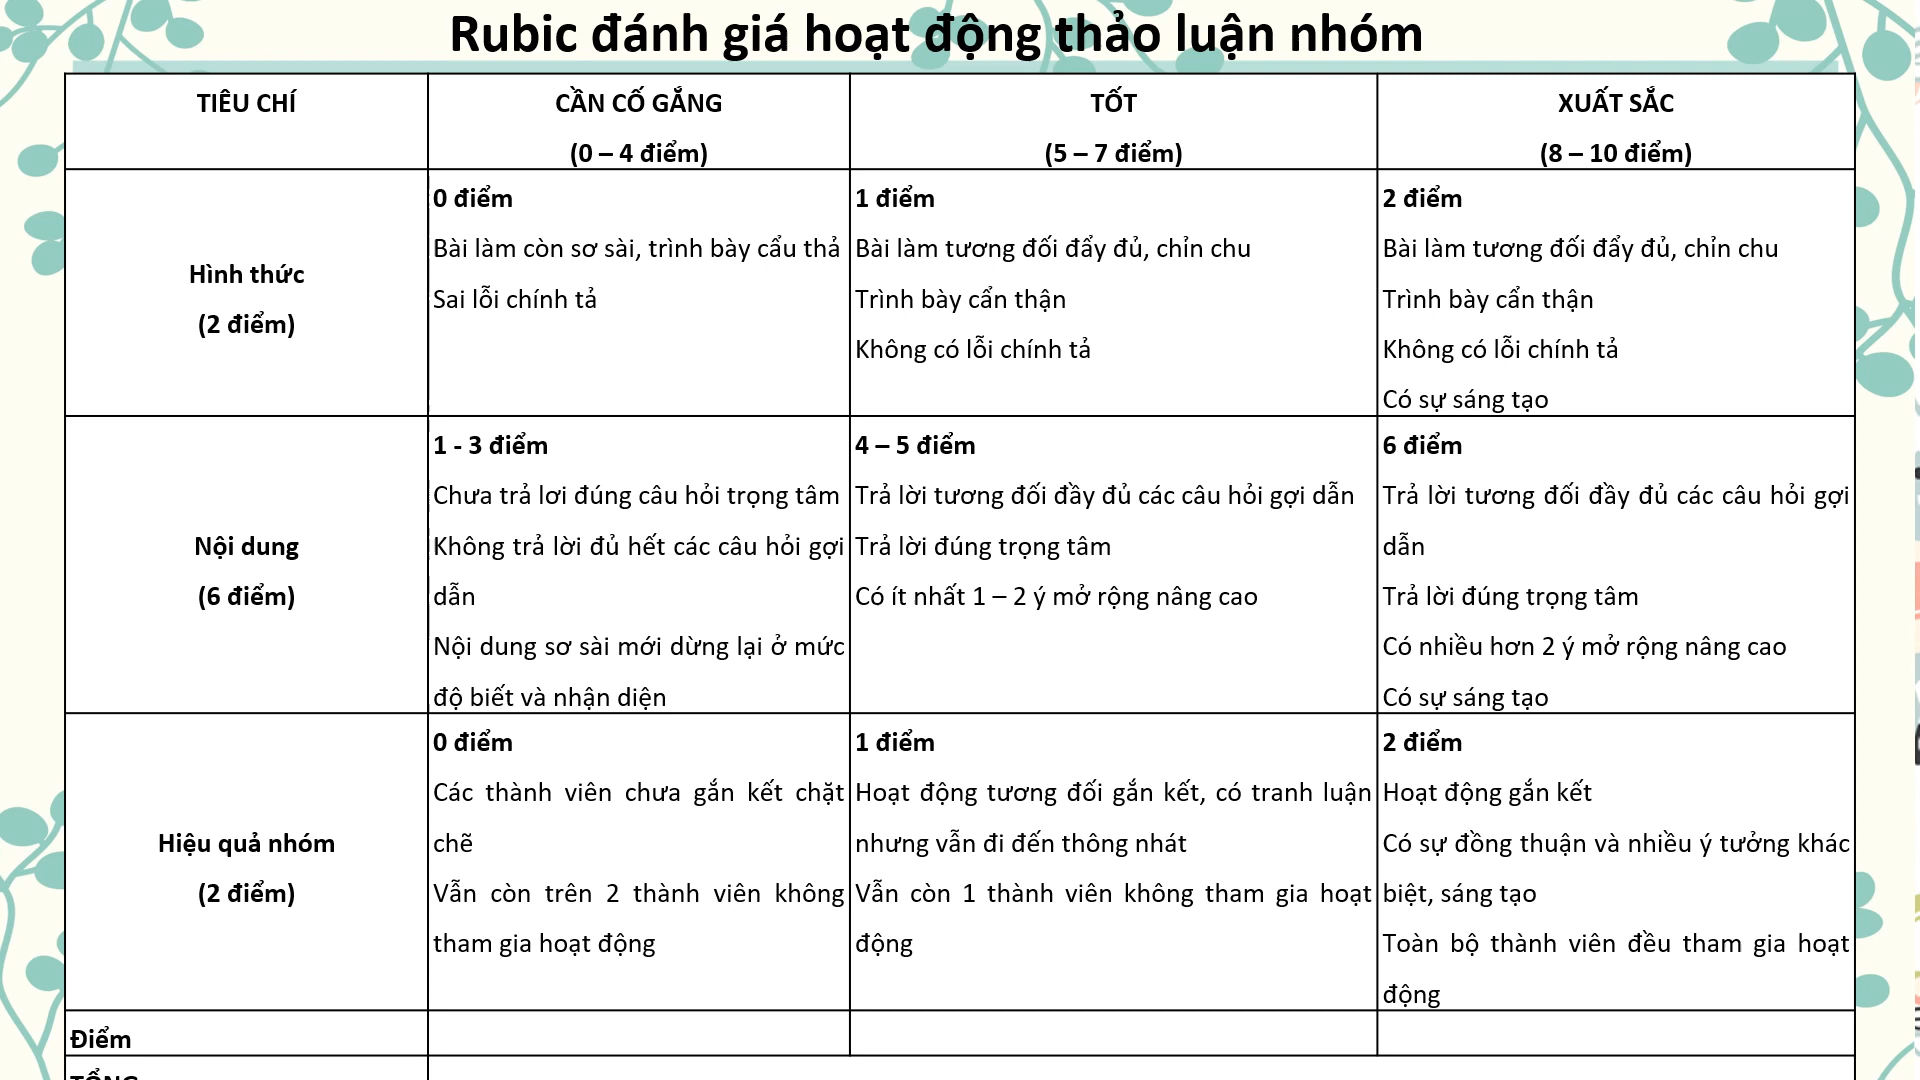 Rubic đánh giá hoạt động thảo luận nhóm
TIÊU CHÍ
CẦN CỐ GẮNG
(0 – 4 điểm)
TỐT
(5 – 7 điểm)
XUẤT SẮC
(8 – 10 điểm)
Hình thức
(2 điểm)
0 điểm
Bài làm còn sơ sài, trình bày cẩu thả
Sai lỗi chính tả
1 điểm
Bài làm tương đối đẩy đủ, chỉn chu
Trình bày cẩn thận
Không có lỗi chính tả
2 điểm
Bài làm tương đối đẩy đủ, chỉn chu
Trình bày cẩn thận
Không có lỗi chính tả
Có sự sáng tạo
Nội dung
(6 điểm)
1 - 3 điểm
Chưa trả lơi đúng câu hỏi trọng tâm
Không trả lời đủ hết các câu hỏi gợi
dẫn
Nội dung sơ sài mới dừng lại ở mức
độ biết và nhận diện
4 – 5 điểm
Trả lời tương đối đầy đủ các câu hỏi gợi dẫn
Trả lời đúng trọng tâm
Có ít nhất 1 – 2 ý mở rộng nâng cao
6 điểm
Trả lời tương đối đầy đủ các câu hỏi gợi
dẫn
Trả lời đúng trọng tâm
Có nhiều hơn 2 ý mở rộng nâng cao
Có sự sáng tạo
Hiệu quả nhóm
(2 điểm)
0 điểm
Các thành viên chưa gắn kết chặt
chẽ
Vẫn còn trên 2 thành viên không
tham gia hoạt động
1 điểm
Hoạt động tương đối gắn kết, có tranh luận
nhưng vẫn đi đến thông nhát
Vẫn còn 1 thành viên không tham gia hoạt
động
2 điểm
Hoạt động gắn kết
Có sự đồng thuận và nhiều ý tưởng khác
biệt, sáng tạo
Toàn bộ thành viên đều tham gia hoạt
động
Điểm
TỔNG